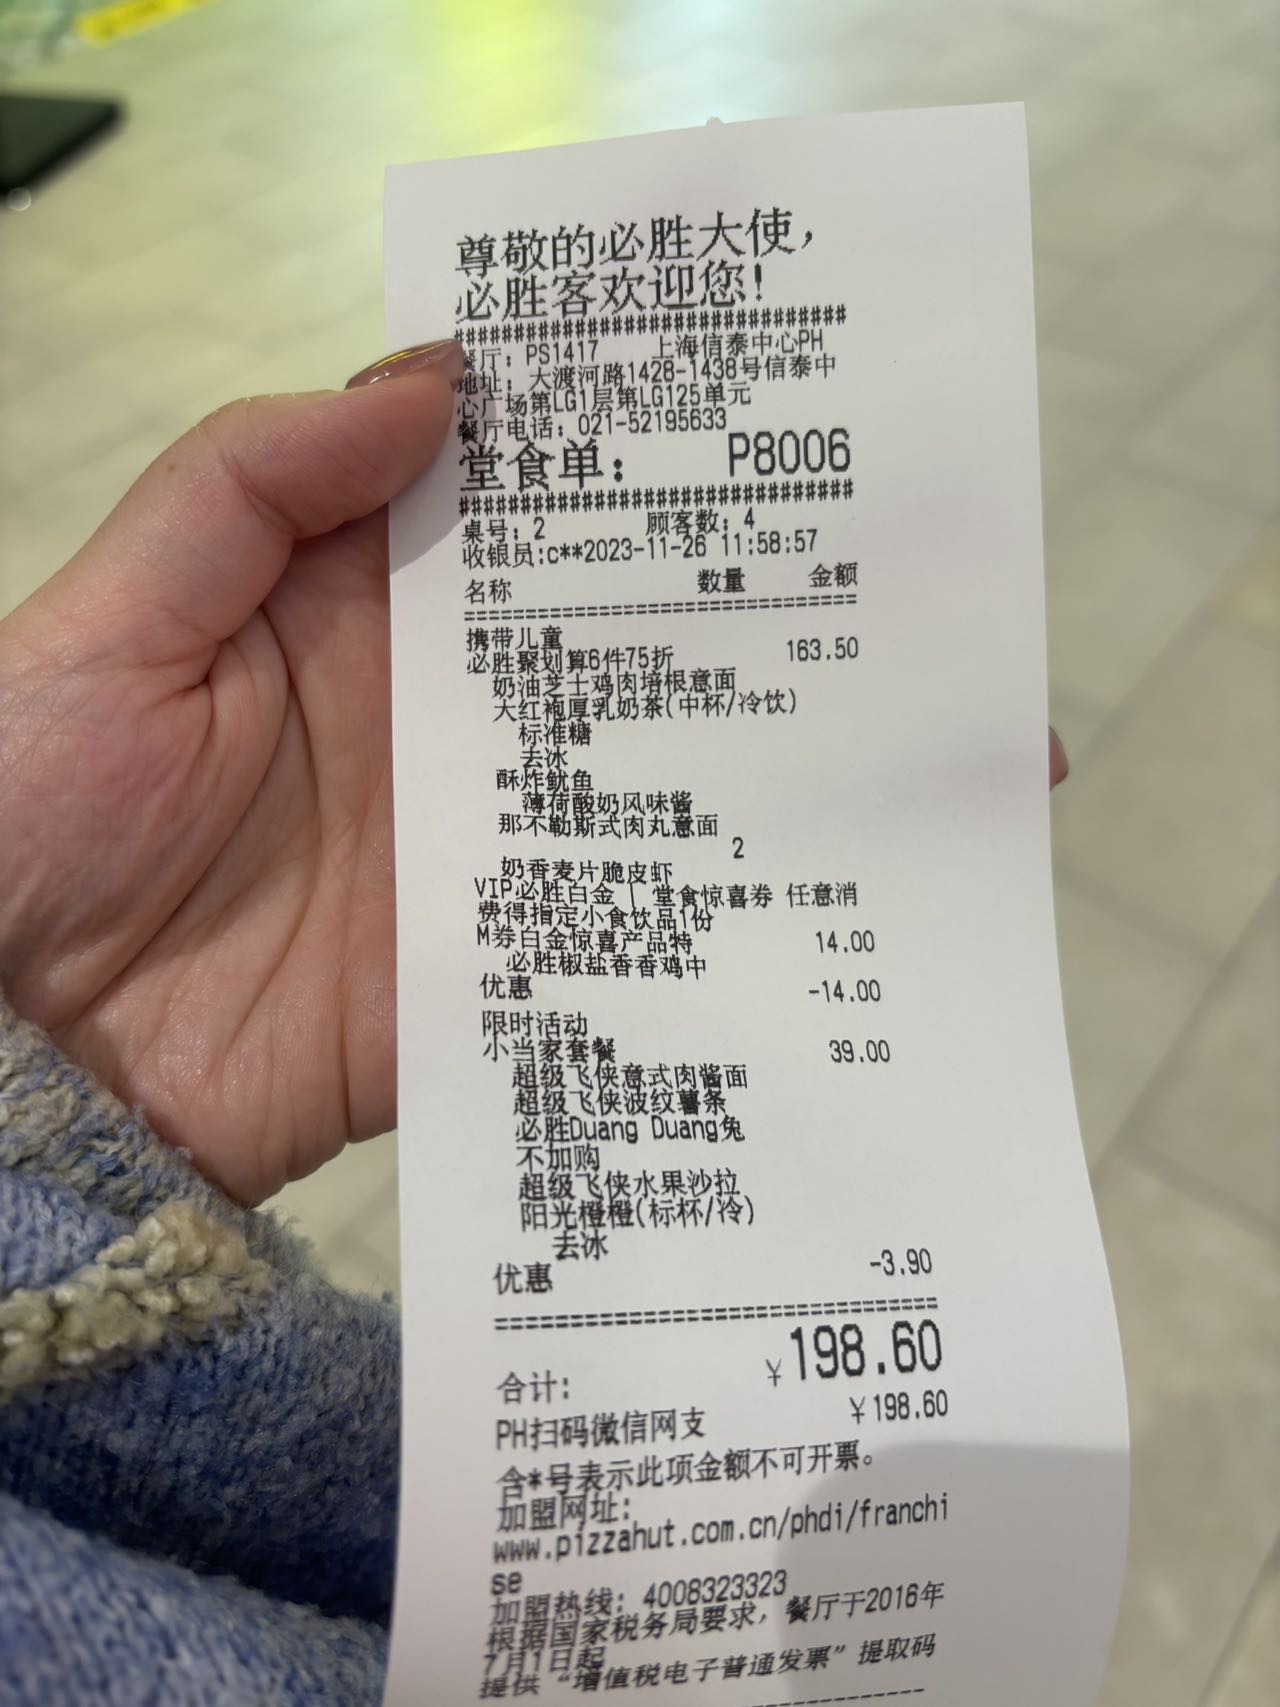 尊敬的必胜大使，
必胜客欢迎您！
################################
餐厅：PS1417 上海信泰中心PH
地址：大渡河路1428-1438号信泰中
心广场第LG1层第LG125单元
餐厅电话：021-52195633
堂食单： P8006
################################
桌号：2 顾客数：4
收银员:c**2023-11-26 11:58:57
名称 数量 金额
================================
携带儿童
必胜聚划算6件75折 163.50
奶油芝士鸡肉培根意面
大红袍厚乳奶茶(中杯/冷饮)
标准糖
去冰
酥炸鱿鱼
薄荷酸奶风味酱
那不勒斯式肉丸意面
2
奶香麦片脆皮虾
VIP必胜白金 | 堂食惊喜券 任意消
费得指定小食饮品1份
M券白金惊喜产品特 14.00
必胜椒盐香香鸡中
优惠 -14.00
限时活动
小当家套餐 39.00
超级飞侠意式肉酱面
超级飞侠波纹薯条
必胜Duang Duang兔
不加购
超级飞侠水果沙拉
阳光橙橙(标杯/冷)
去冰
优惠 -3.90
================================
合计: ￥198.60
PH扫码微信网支 ￥198.60
含*号表示此项金额不可开票。
加盟网址:
www.pizzahut.com.cn/phdi/franchi
se
加盟热线: 4008323323
根据国家税务局要求，餐厅于2016年
7月1日起
提供“增值税电子普通发票”提取码